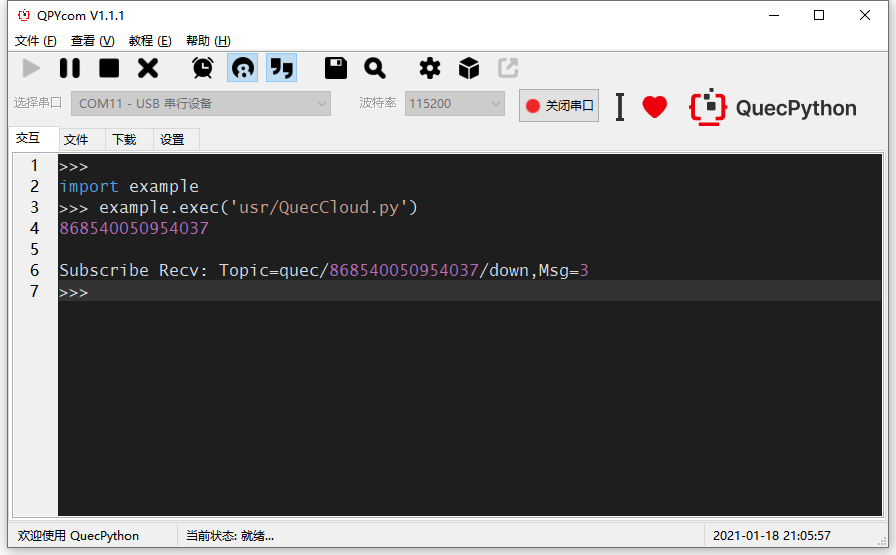 QPYcom V1.1.1
文件 (F) 查看 (V) 教程 (E) 帮助 (H)
选择串口 COM11 - USB 串行设备 波特率 115200 关闭串口 QuecPython
交互 文件 下载 设置
1 >>>
2 import example
3 >>> example.exec('usr/QuecCloud.py')
4 868540050954037
5
6 Subscribe Recv: Topic=quec/868540050954037/down,Msg=3
7 >>>
欢迎使用 QuecPython 当前状态: 就绪... 2021-01-18 21:05:57